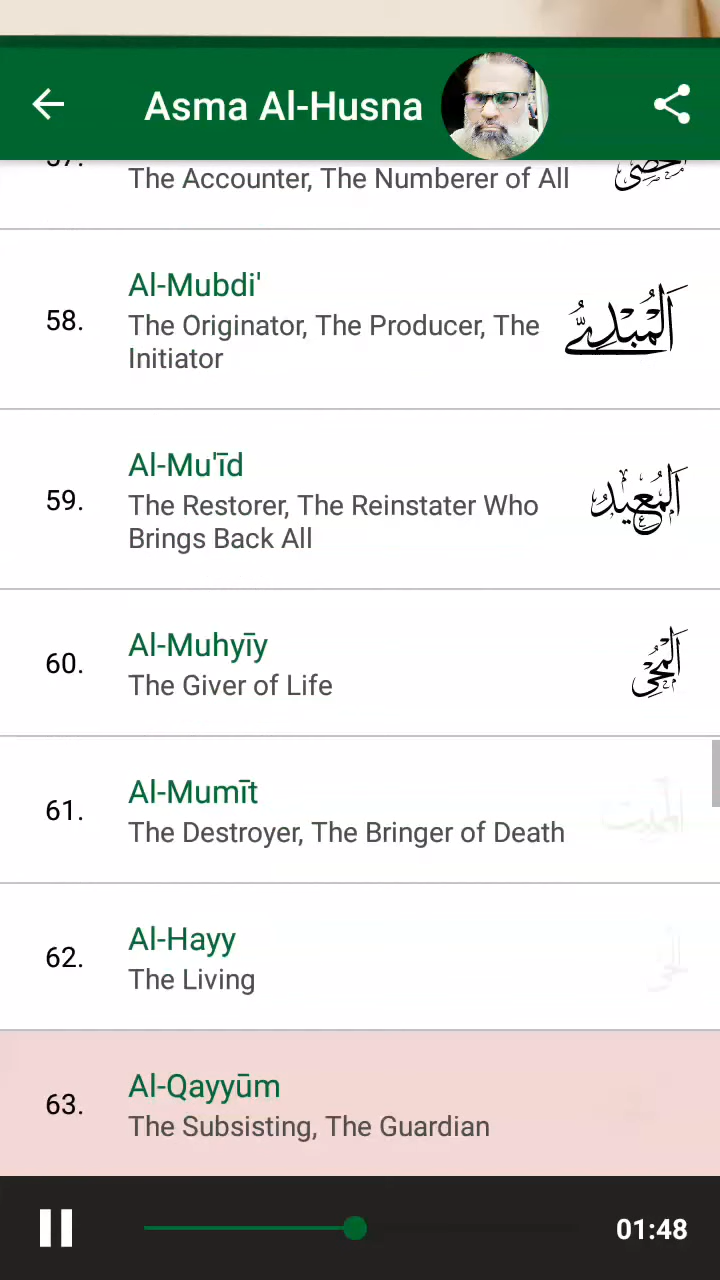 Asma Al-Husna
The Accounter, The Numberer of All
58.
Al-Mubdi'
The Originator, The Producer, The
Initiator
اَلْمُبْدِئُ
59.
Al-Mu'īd
The Restorer, The Reinstater Who
Brings Back All
اَلْمُعِيدُ
60.
Al-Muhyīy
The Giver of Life
اَلْمُحْيِي
61.
Al-Mumīt
The Destroyer, The Bringer of Death
62.
Al-Hayy
The Living
63.
Al-Qayyūm
The Subsisting, The Guardian
01:48